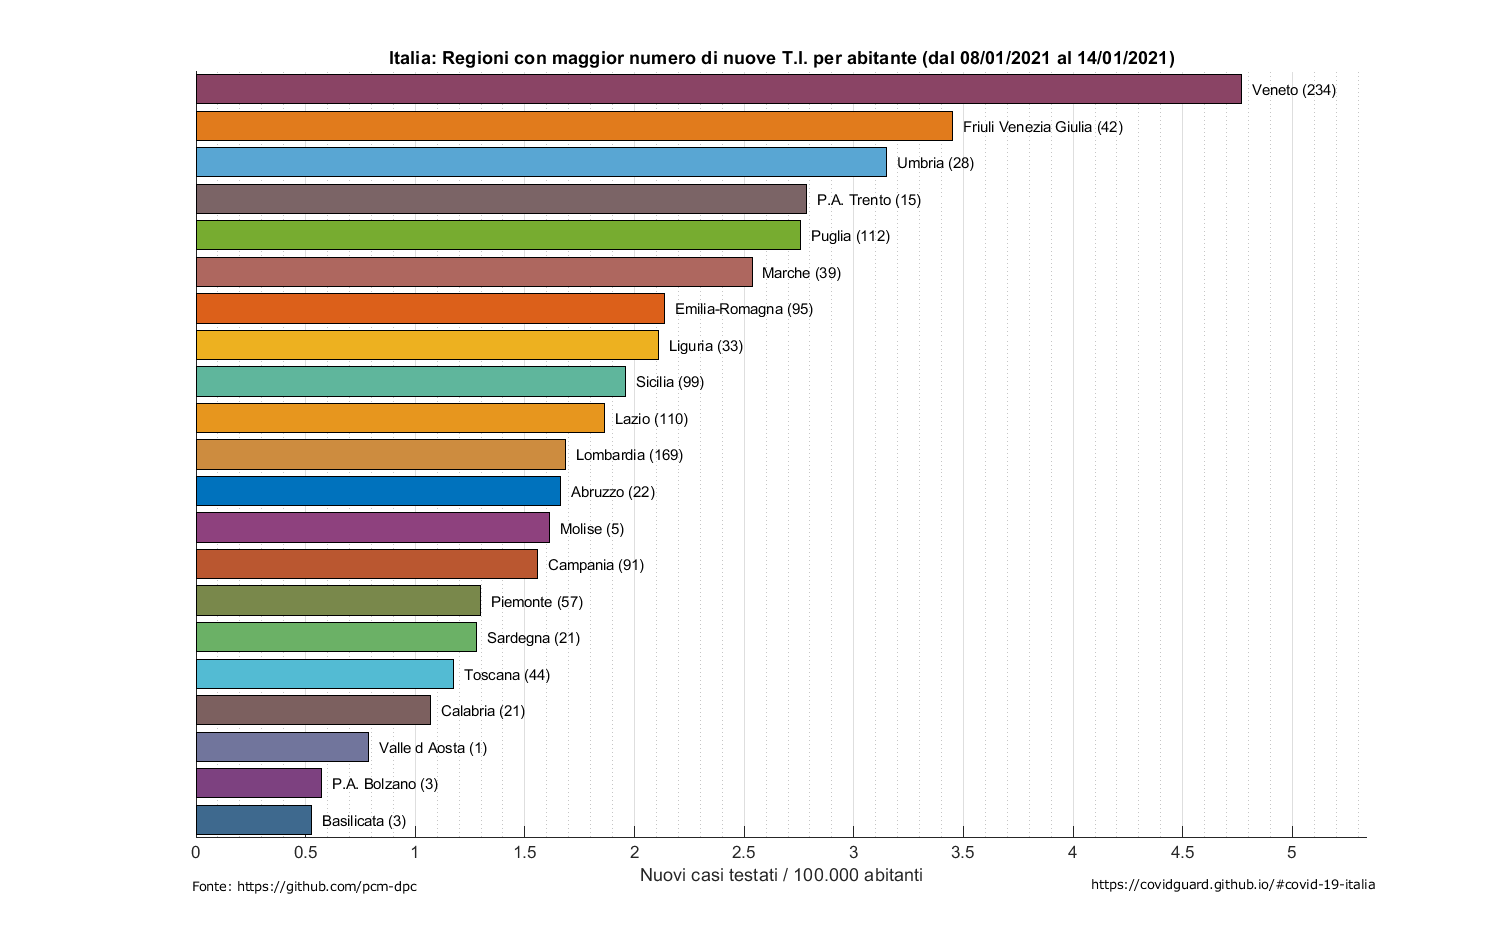 Italia: Regioni con maggior numero di nuove T.I. per abitante (dal 08/01/2021 al 14/01/2021)
Veneto (234)
Friuli Venezia Giulia (42)
Umbria (28)
P.A. Trento (15)
Puglia (112)
Marche (39)
Emilia-Romagna (95)
Liguria (33)
Sicilia (99)
Lazio (110)
Lombardia (169)
Abruzzo (22)
Molise (5)
Campania (91)
Piemonte (57)
Sardegna (21)
Toscana (44)
Calabria (21)
Valle d Aosta (1)
P.A. Bolzano (3)
Basilicata (3)
0 0.5 1 1.5 2 2.5 3 3.5 4 4.5 5
Nuovi casi testati / 100.000 abitanti
Fonte: https://github.com/pcm-dpc
https://covidguard.github.io/#covid-19-italia